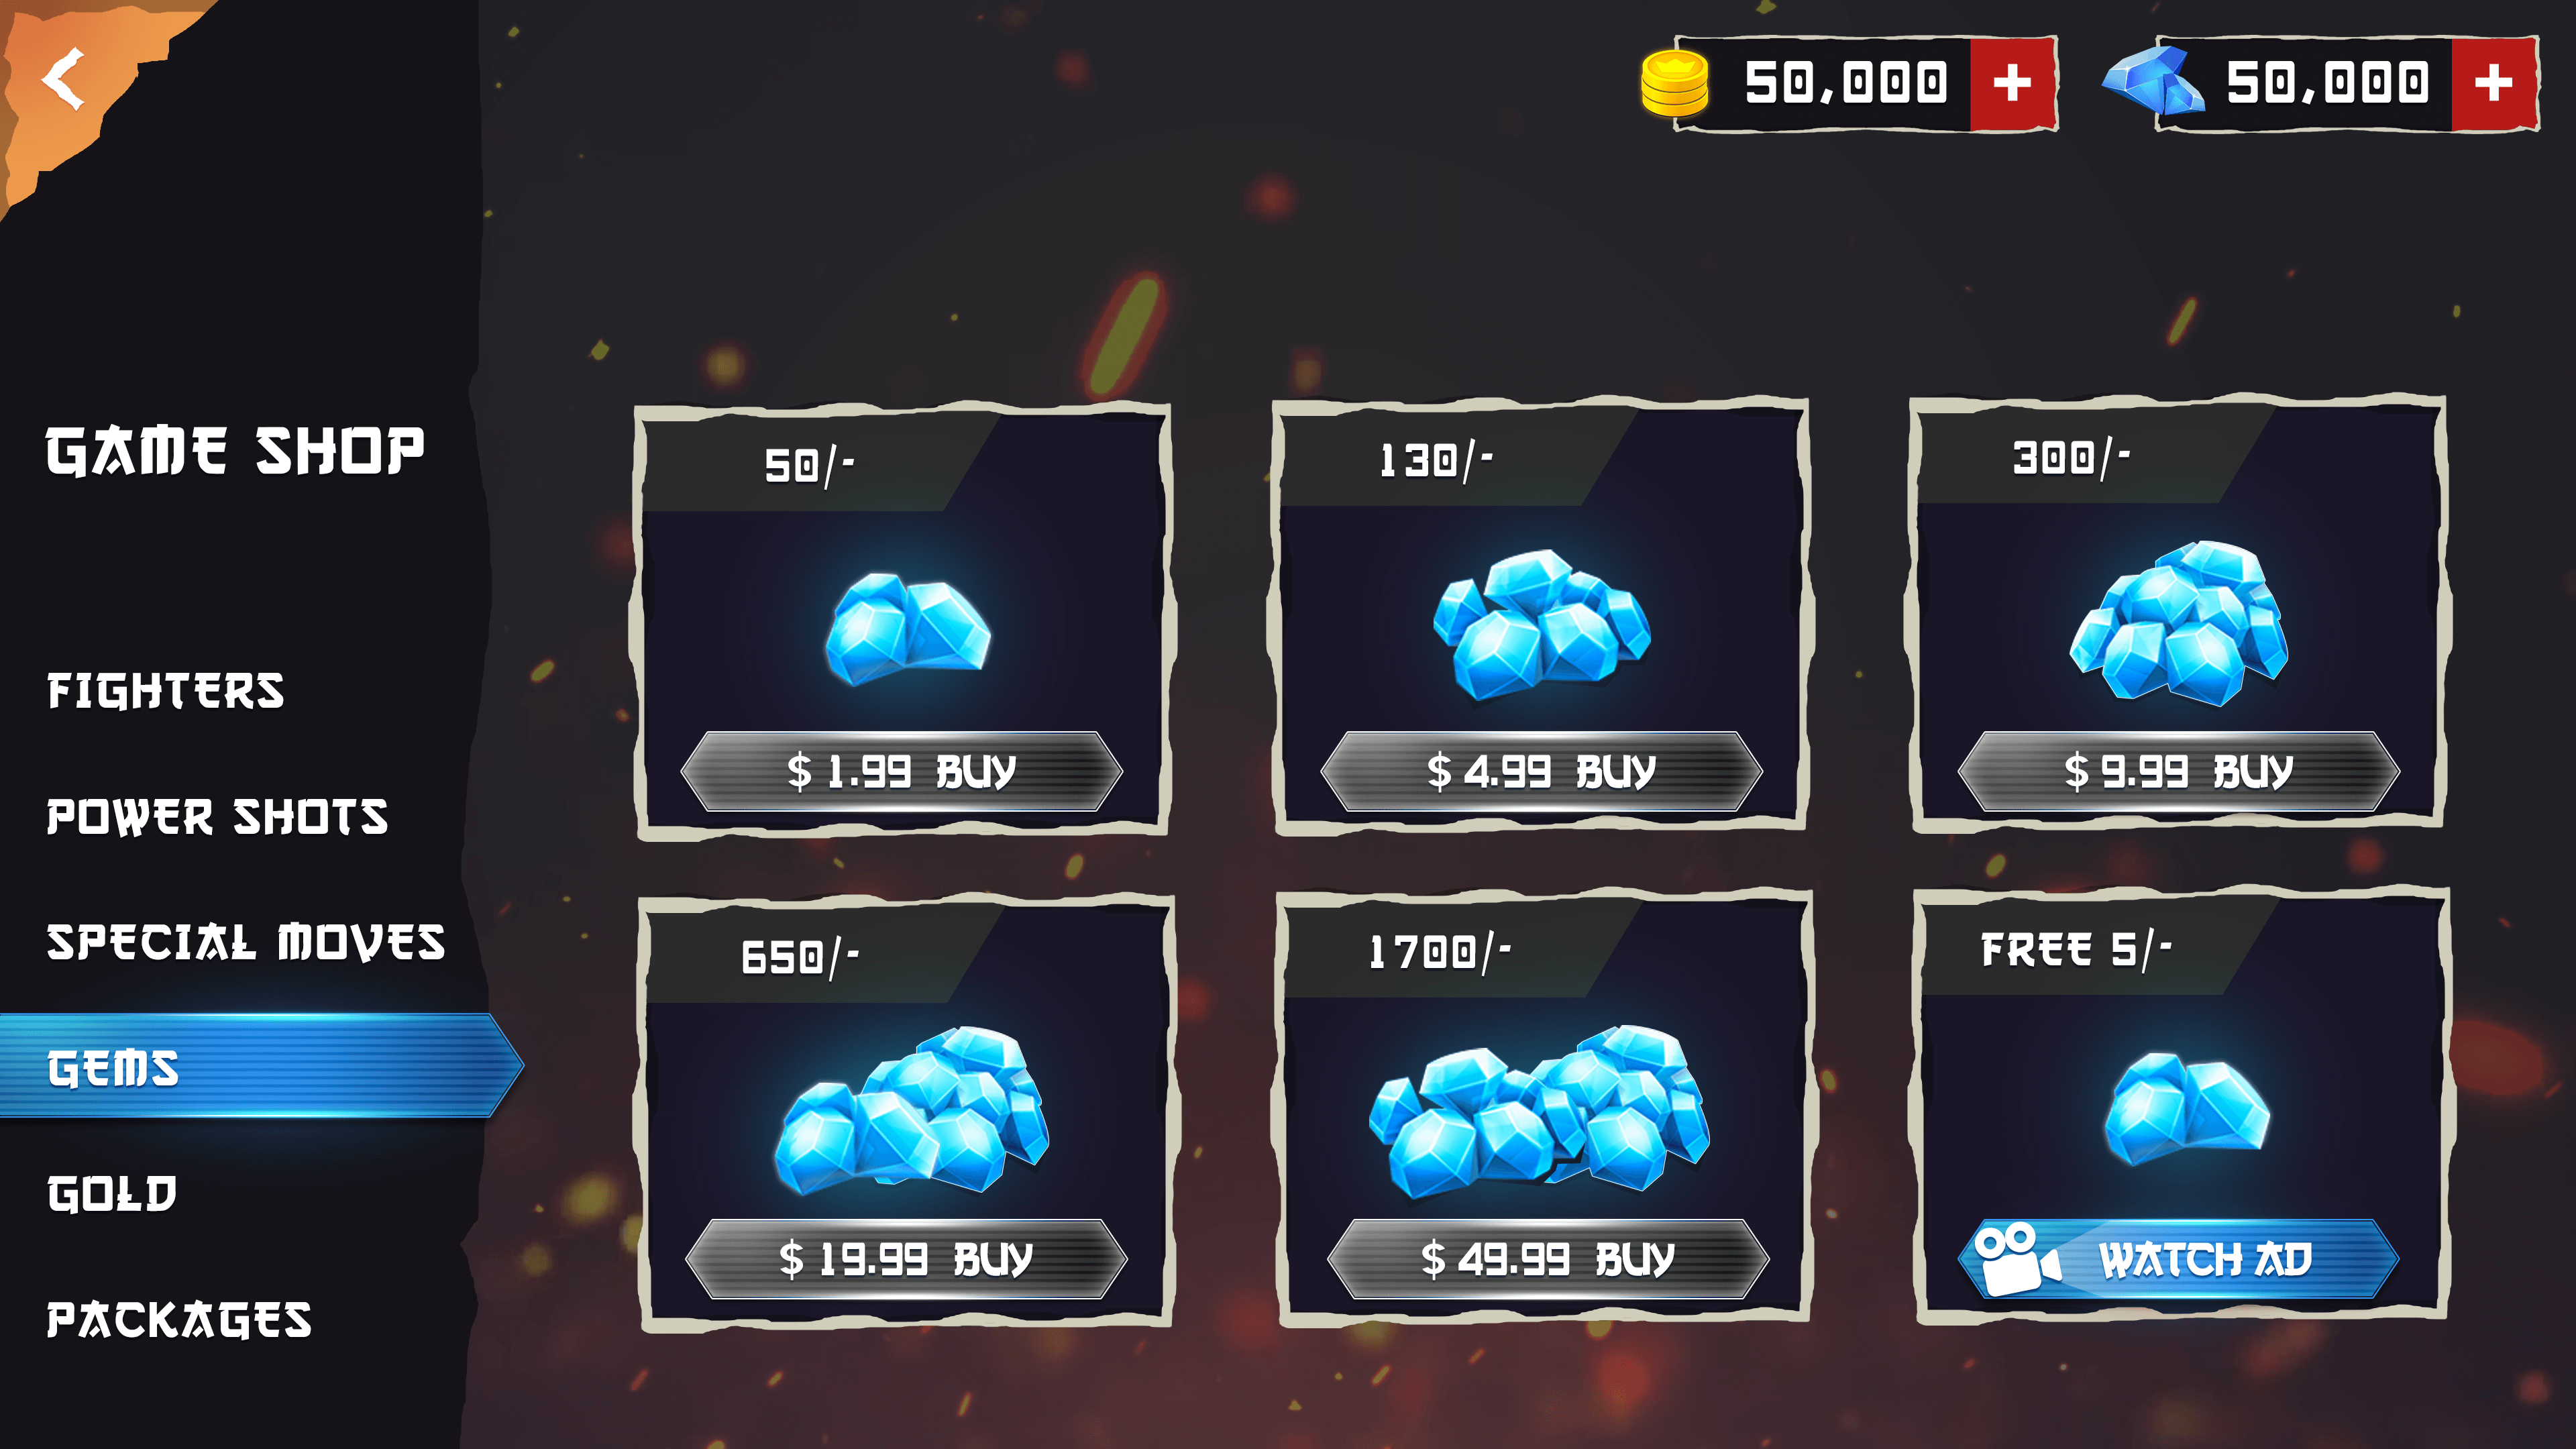 50,000 + 50,000 +
GAME SHOP
FIGHTERS
POWER SHOTS
SPECIAL MOVES
GEMS
GOLD
PACKAGES
50/-
$ 1.99 BUY
130/-
$ 4.99 BUY
300/-
$ 9.99 BUY
650/-
$ 19.99 BUY
1700/-
$ 49.99 BUY
FREE 5/-
WATCH AD